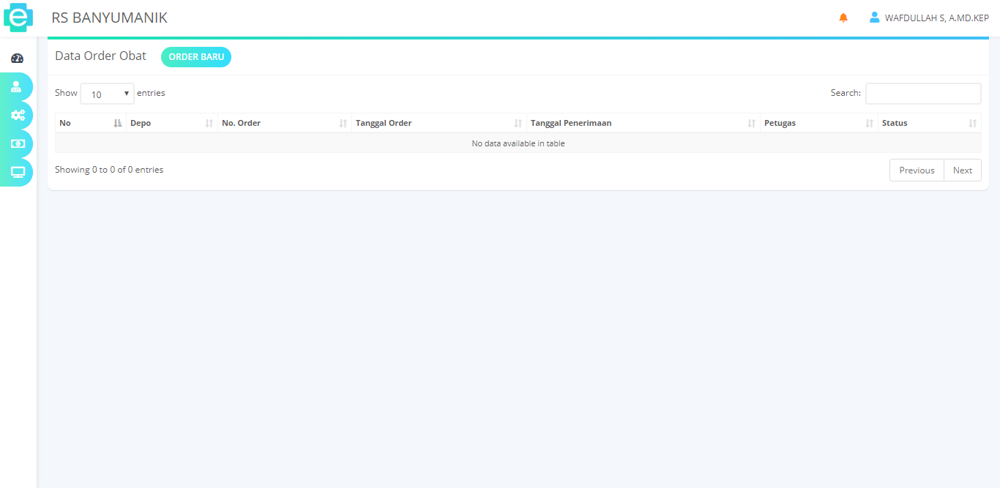 RS BANYUMANIK
WAFDULLAH S, A.MD.KEP
Data Order Obat
ORDER BARU
Show 10 entries
Search:
No Depo No. Order Tanggal Order Tanggal Penerimaan Petugas Status
No data available in table
Showing 0 to 0 of 0 entries
Previous Next